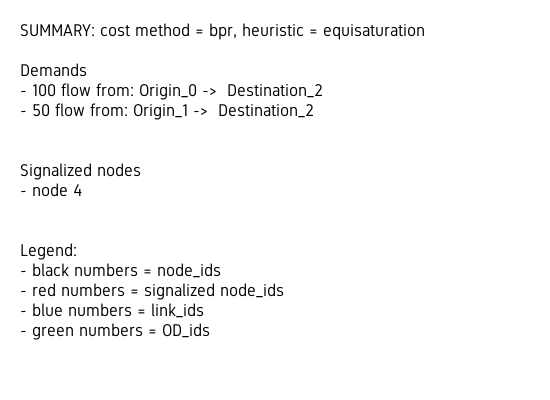 SUMMARY: cost method = bpr, heuristic = equisaturation
Demands
- 100 flow from: Origin_0 -> Destination_2
- 50 flow from: Origin_1 -> Destination_2
Signalized nodes
- node 4
Legend:
- black numbers = node_ids
- red numbers = signalized node_ids
- blue numbers = link_ids
- green numbers = OD_ids